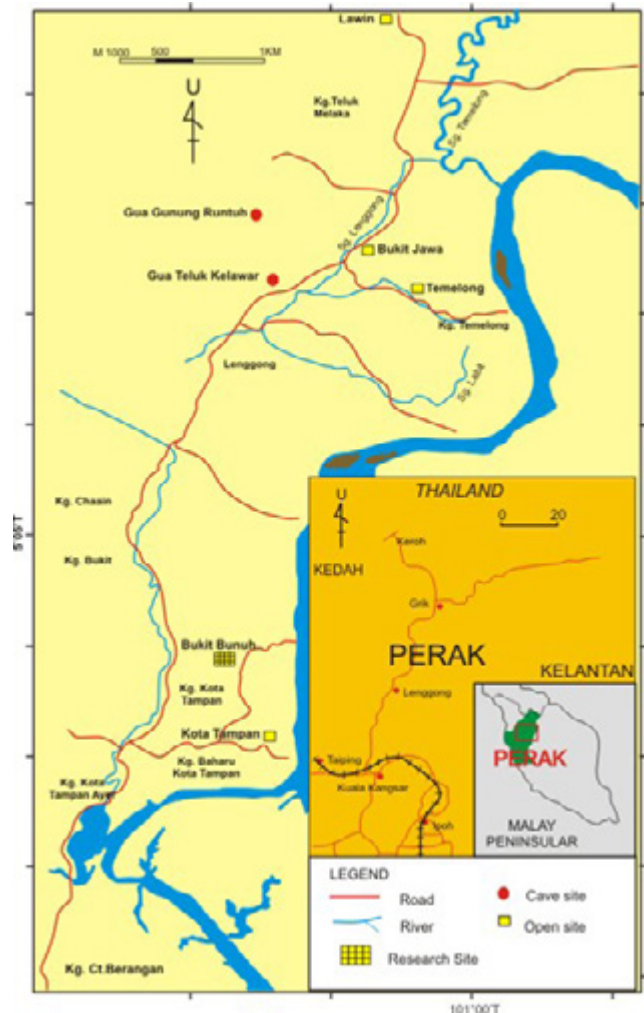 Lawin
M 1000 500 1KM
U
Kg.Teluk
Melaka
Sg. Temelong
Gua Gunung Runtuh
Sg. Lenggong
Bukit Jawa
Gua Teluk Kelawar
Temelong
Kg. Temelong
Lenggong
Sg. Labit
Kg. Chasin
5'05'T
Kg. Bukit
Bukit Bunuh
Kg. Kota
Tampan
Kota Tampan
Kg. Baharu
Kota Tampan
Kg. Kota
Tampan Ayer
Kg. Ct.Berangan
THAILAND
U
0 20
Keroh
KEDAH
Grik
PERAK
KELANTAN
Lenggong
Taiping
Kuala Kangsar
Ipoh
PERAK
MALAY
PENINSULAR
LEGEND
Road
Cave site
River
Open site
Research Site
101'00'T